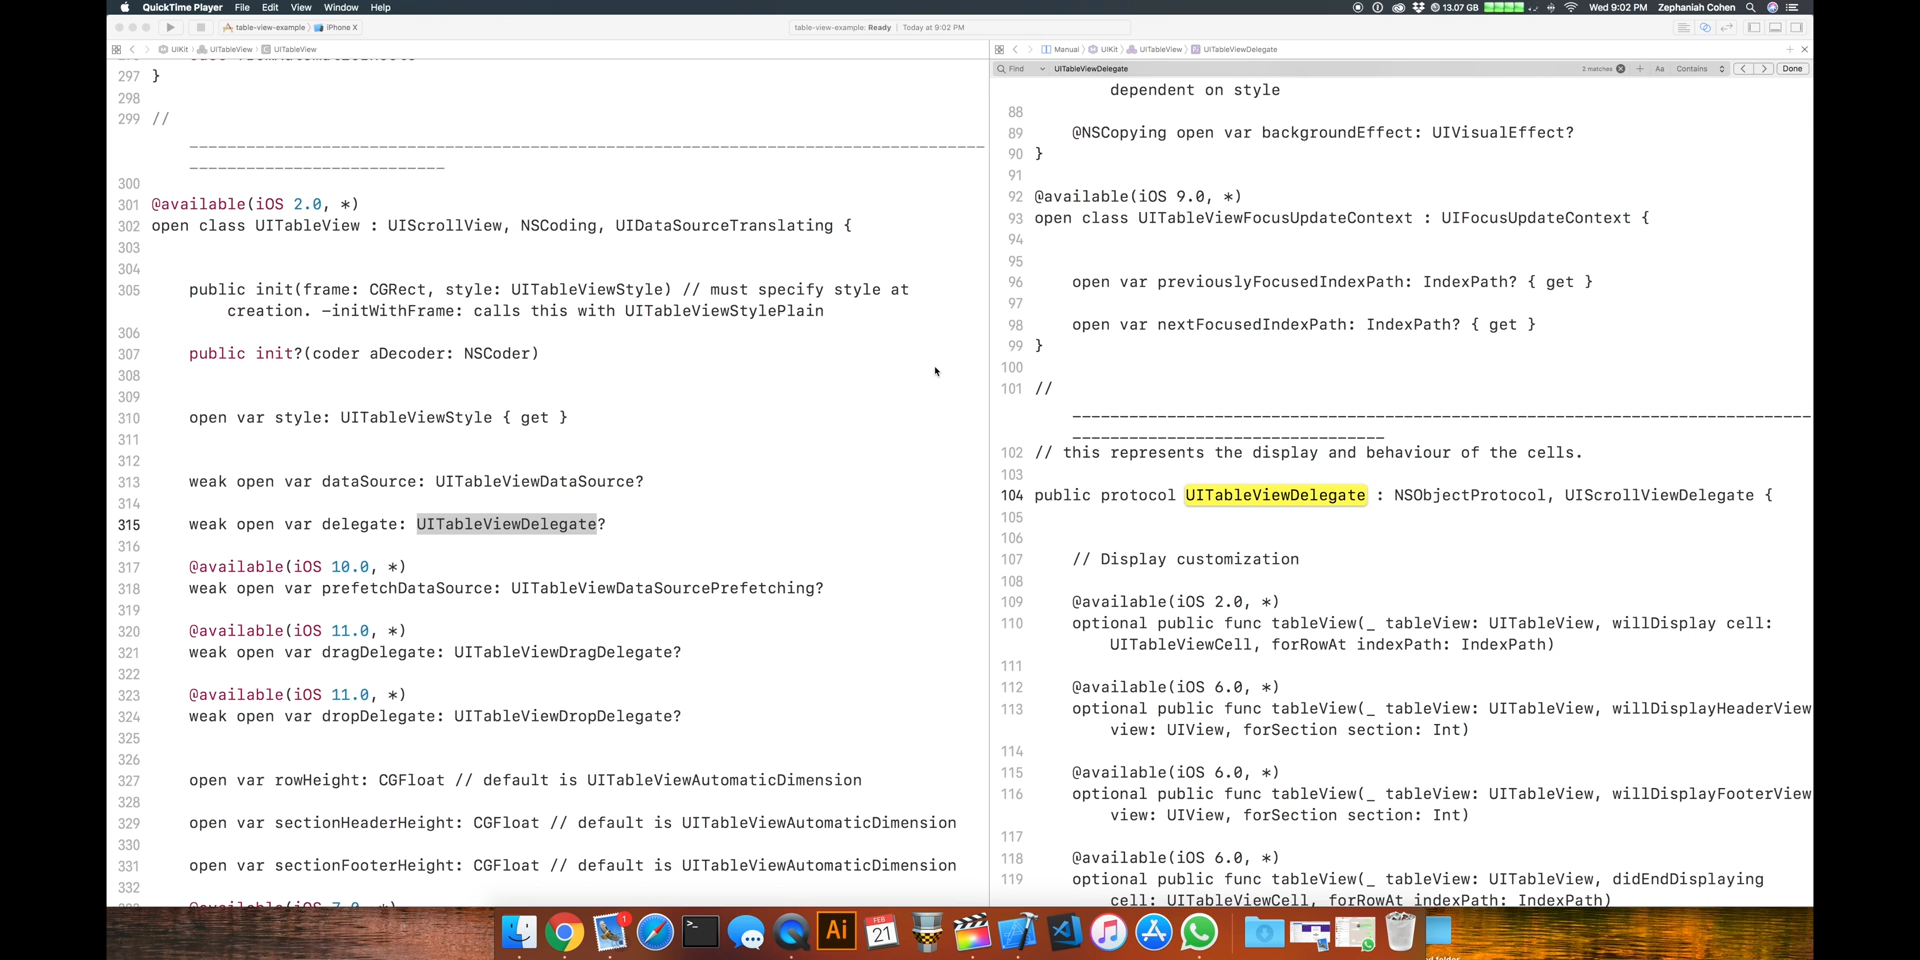 QuickTime Player File Edit View Window Help
13.07 GB Wed 9:02 PM Zephaniah Cohen
table-view-example iPhone X
table-view-example: Ready | Today at 9:02 PM
UIKit UITableView UITableView
297 }
298
299 //
------------------------------------------------------------------------------------
---------------------------
300
301 @available(iOS 2.0, *)
302 open class UITableView : UIScrollView, NSCoding, UIDataSourceTranslating {
303
304
305 public init(frame: CGRect, style: UITableViewStyle) // must specify style at
creation. -initWithFrame: calls this with UITableViewStylePlain
306
307 public init?(coder aDecoder: NSCoder)
308
309
310 open var style: UITableViewStyle { get }
311
312
313 weak open var dataSource: UITableViewDataSource?
314
315 weak open var delegate: UITableViewDelegate?
316
317 @available(iOS 10.0, *)
318 weak open var prefetchDataSource: UITableViewDataSourcePrefetching?
319
320 @available(iOS 11.0, *)
321 weak open var dragDelegate: UITableViewDragDelegate?
322
323 @available(iOS 11.0, *)
324 weak open var dropDelegate: UITableViewDropDelegate?
325
326
327 open var rowHeight: CGFloat // default is UITableViewAutomaticDimension
328
329 open var sectionHeaderHeight: CGFloat // default is UITableViewAutomaticDimension
330
331 open var sectionFooterHeight: CGFloat // default is UITableViewAutomaticDimension
332
Manual UIKit UITableView UITableViewDelegate
Find UITableViewDelegate 2 matches Aa Contains Done
dependent on style
88
89 @NSCopying open var backgroundEffect: UIVisualEffect?
90 }
91
92 @available(iOS 9.0, *)
93 open class UITableViewFocusUpdateContext : UIFocusUpdateContext {
94
95
96 open var previouslyFocusedIndexPath: IndexPath? { get }
97
98 open var nextFocusedIndexPath: IndexPath? { get }
99 }
100
101 //
------------------------------------------------------------------------------
---------------------------------
102 // this represents the display and behaviour of the cells.
103
104 public protocol UITableViewDelegate : NSObjectProtocol, UIScrollViewDelegate {
105
106
107 // Display customization
108
109 @available(iOS 2.0, *)
110 optional public func tableView(_ tableView: UITableView, willDisplay cell:
UITableViewCell, forRowAt indexPath: IndexPath)
111
112 @available(iOS 6.0, *)
113 optional public func tableView(_ tableView: UITableView, willDisplayHeaderView
view: UIView, forSection section: Int)
114
115 @available(iOS 6.0, *)
116 optional public func tableView(_ tableView: UITableView, willDisplayFooterView
view: UIView, forSection section: Int)
117
118 @available(iOS 6.0, *)
119 optional public func tableView(_ tableView: UITableView, didEndDisplaying
cell: UITableViewCell, forRowAt indexPath: IndexPath)
1
>_
Ai
FEB
21